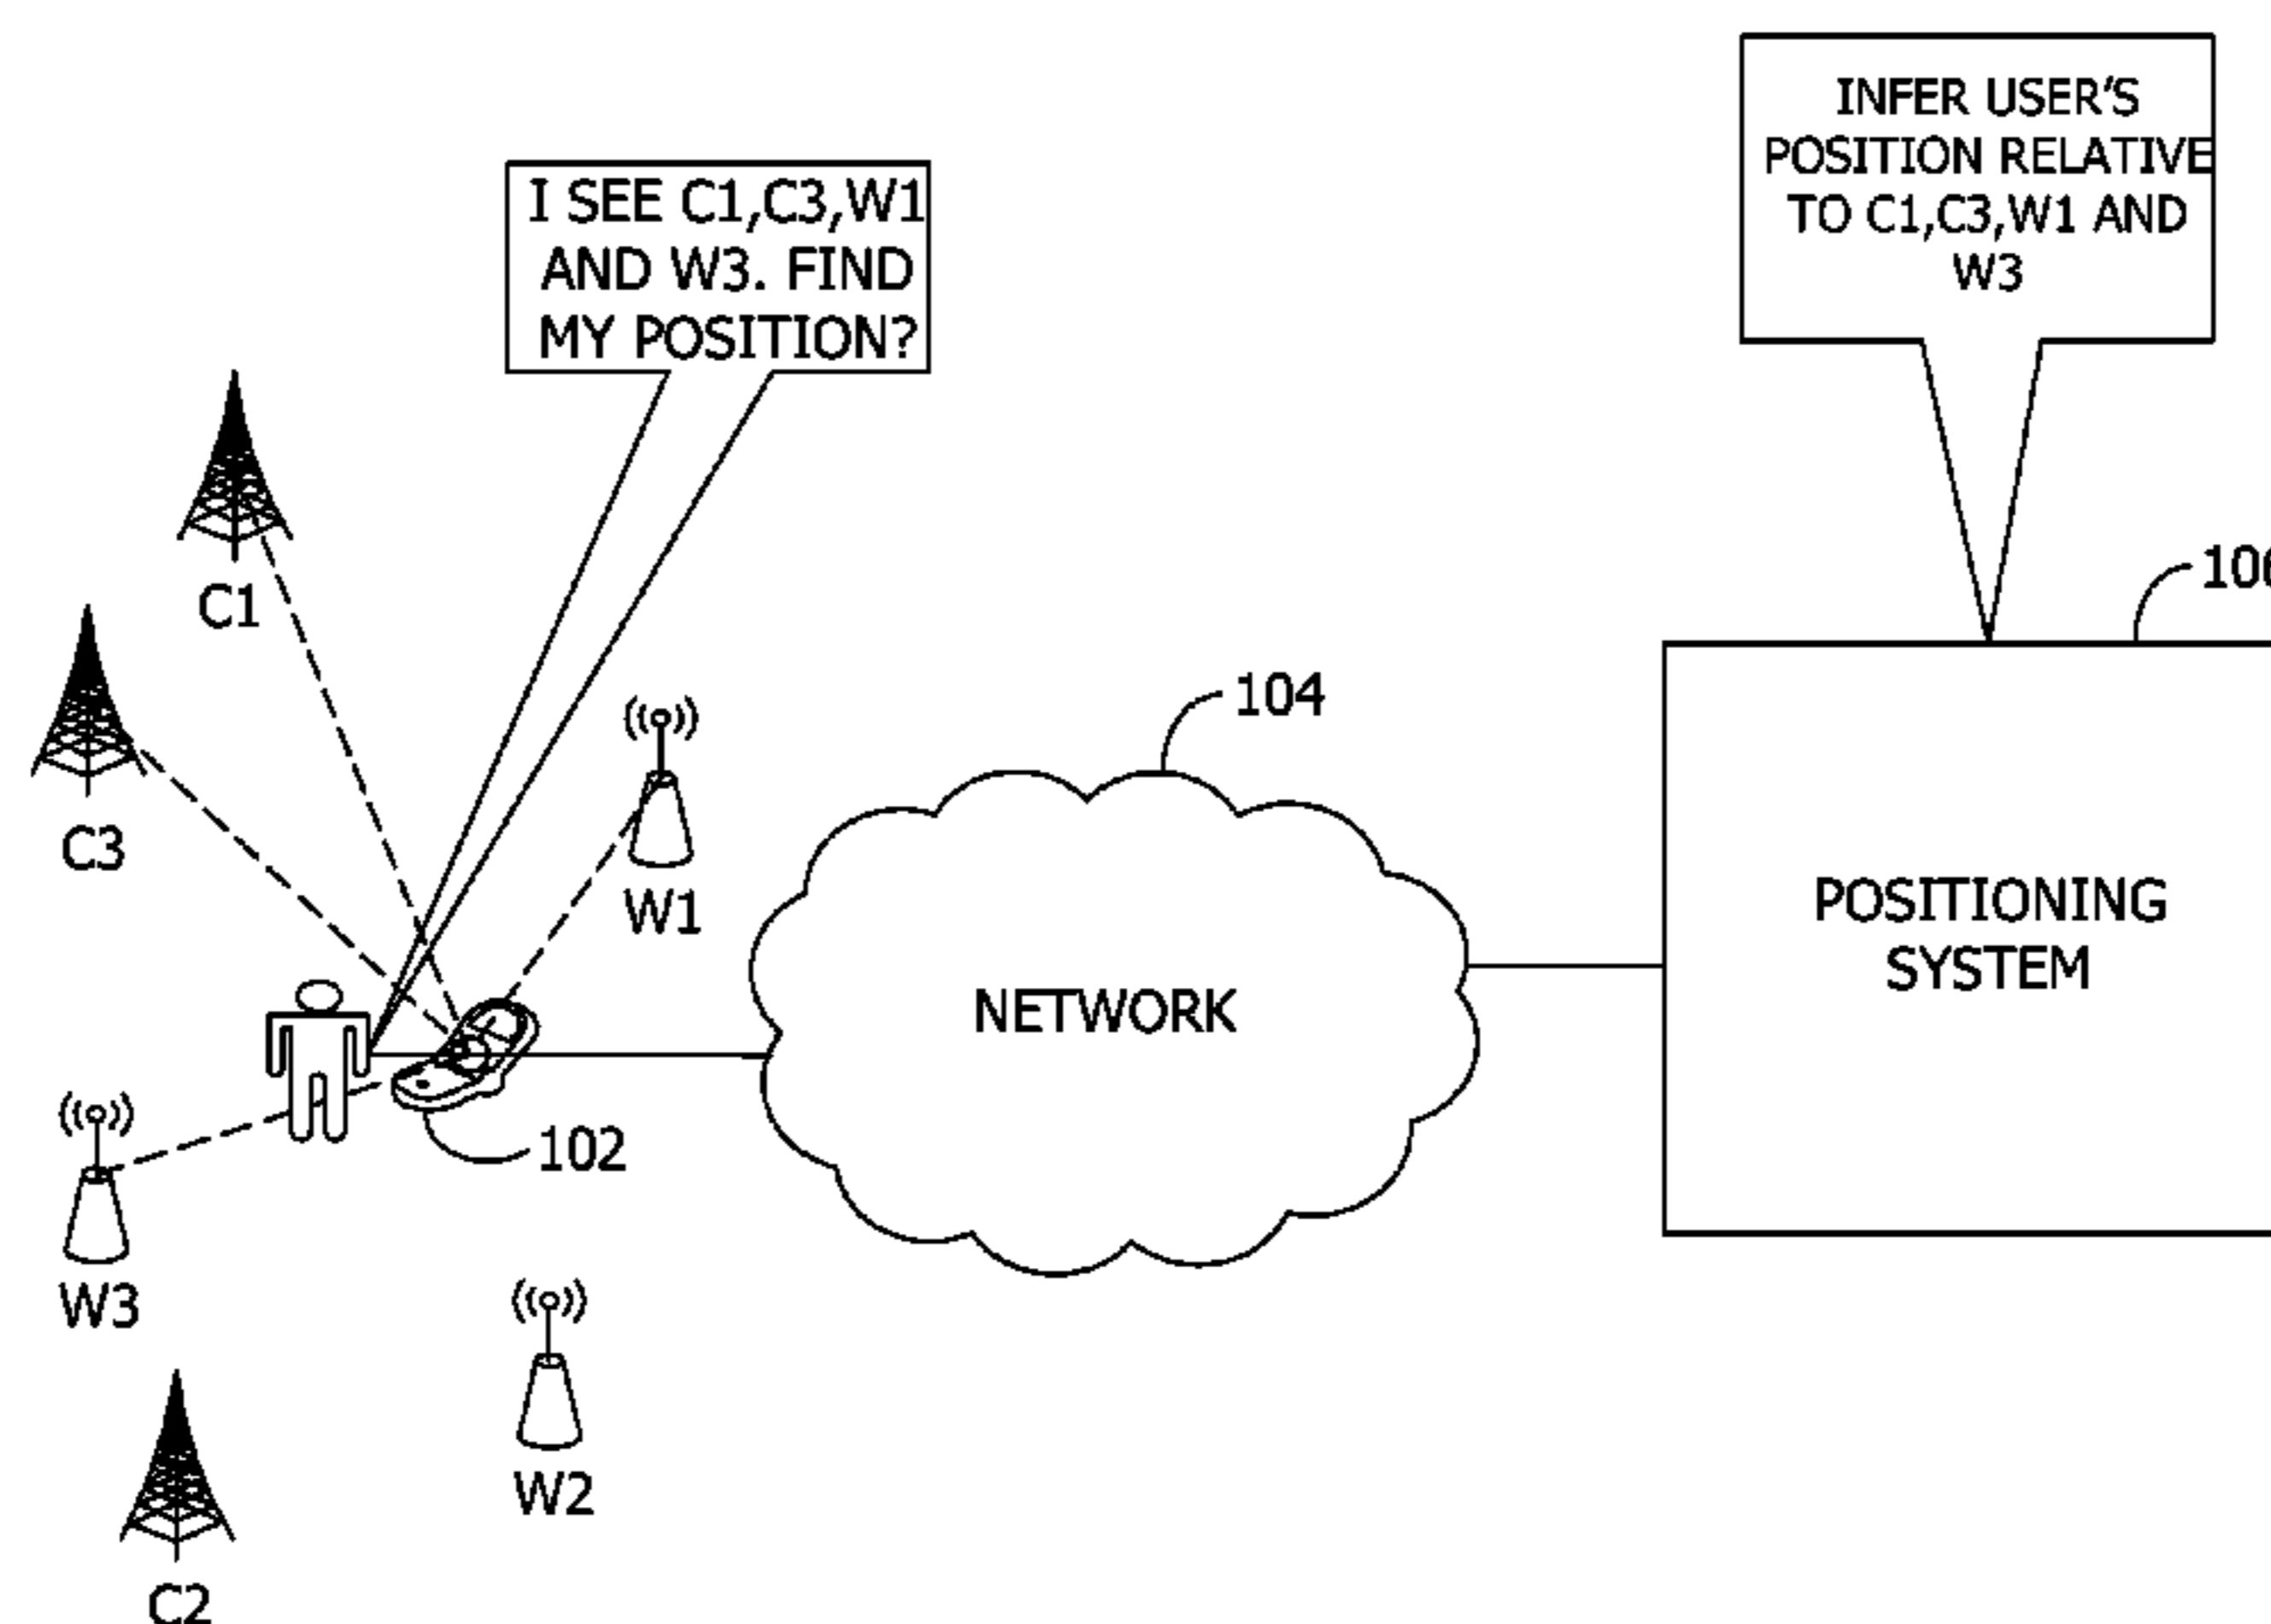 INFER USER'S
POSITION RELATIVE
TO C1,C3,W1 AND
W3
I SEE C1,C3,W1
AND W3. FIND
MY POSITION?
C1
106
C3
104
W1
POSITIONING
SYSTEM
NETWORK
102
W3
W2
C2